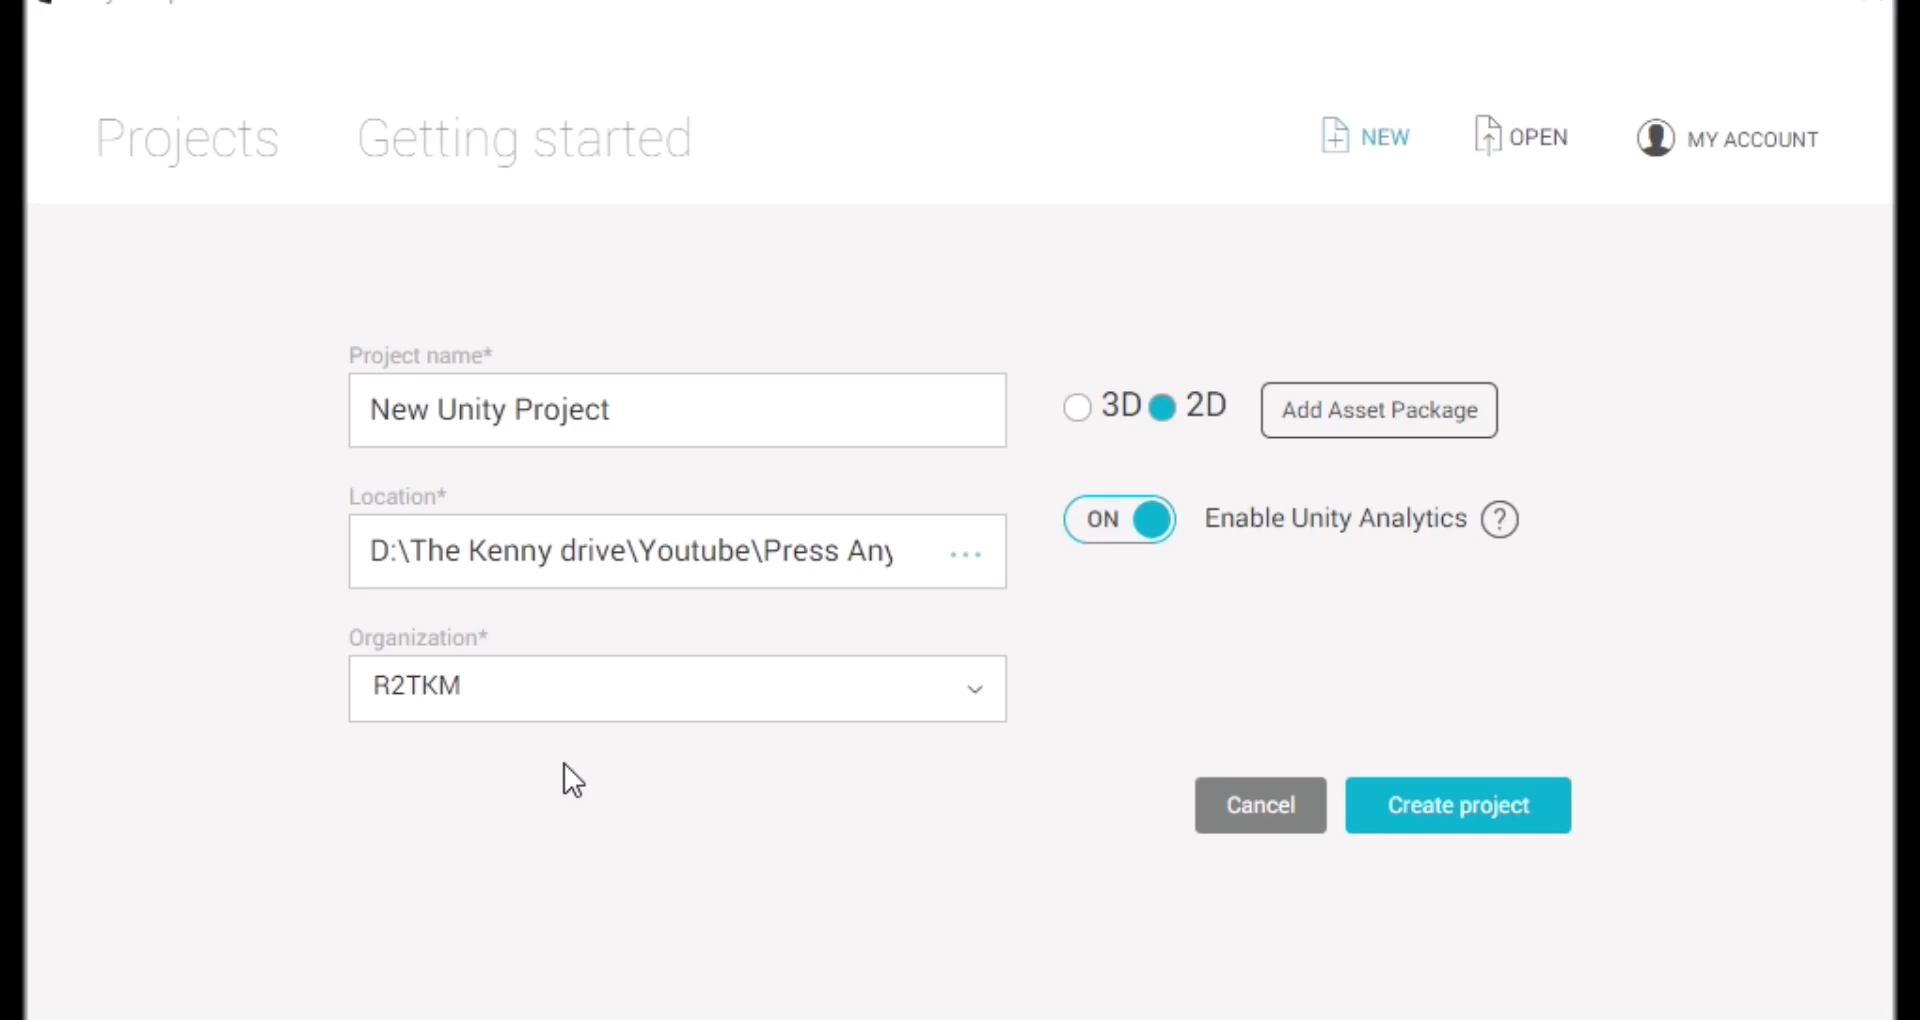 Projects Getting started NEW OPEN MY ACCOUNT
Project name*
New Unity Project
3D 2D Add Asset Package
Location*
D:\The Kenny drive\Youtube\Press Any ...
ON Enable Unity Analytics ?
Organization*
R2TKM
Cancel Create project